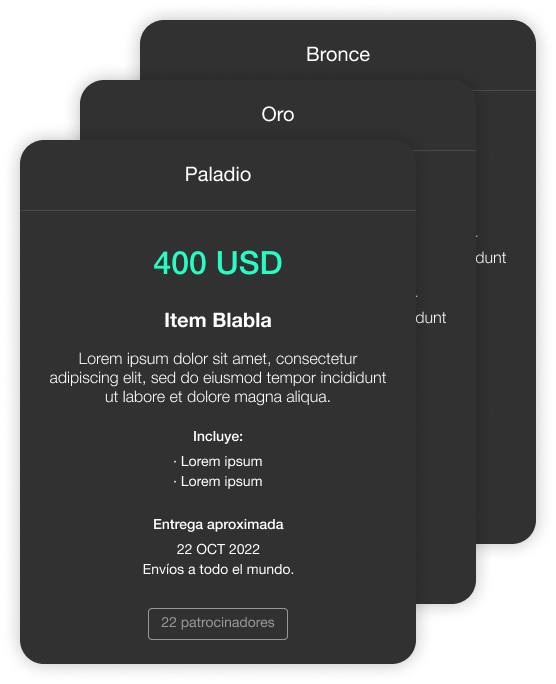 Bronce
Oro
Paladio
400 USD
Item Blabla
Lorem ipsum dolor sit amet, consectetur
adipiscing elit, sed do eiusmod tempor incididunt
ut labore et dolore magna aliqua.
Incluye:
· Lorem ipsum
· Lorem ipsum
Entrega aproximada
22 OCT 2022
Envíos a todo el mundo.
22 patrocinadores